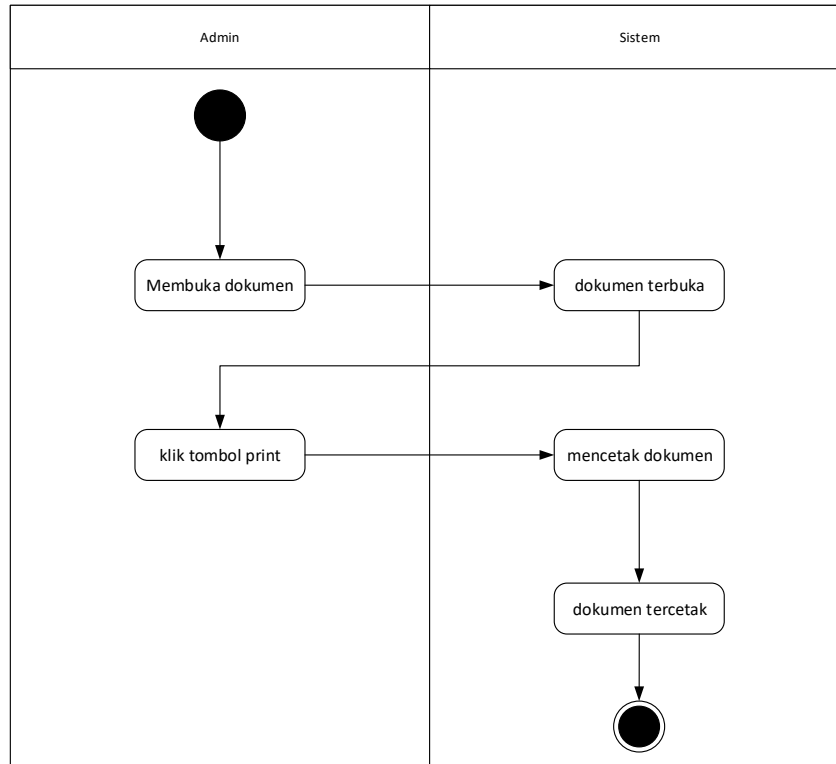 Admin
Sistem
Membuka dokumen
dokumen terbuka
klik tombol print
mencetak dokumen
dokumen tercetak